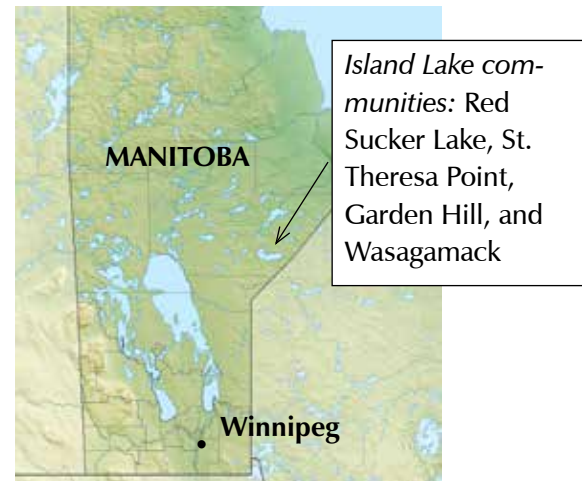 Island Lake com-
munities: Red
Sucker Lake, St.
Theresa Point,
Garden Hill, and
Wasagamack
MANITOBA
Winnipeg